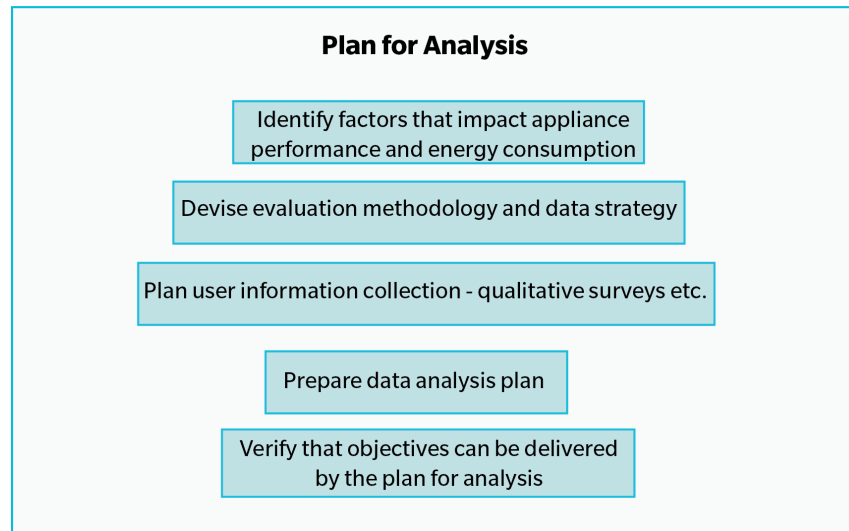 Plan for Analysis
Identify factors that impact appliance
performance and energy consumption
Devise evaluation methodology and data strategy
Plan user information collection - qualitative surveys etc.
Prepare data analysis plan
Verify that objectives can be delivered
by the plan for analysis